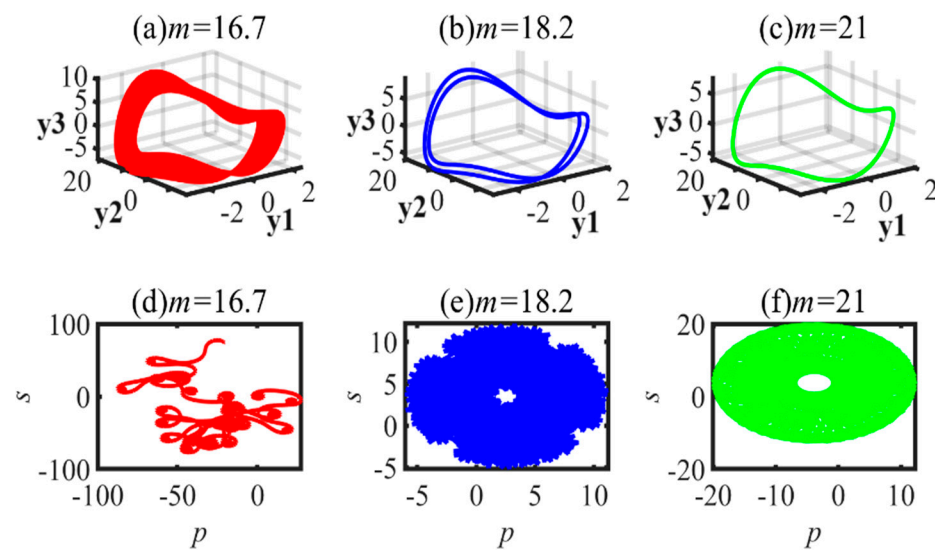 (a)m=16.7 (b)m=18.2 (c)m=21
10 5 0 -5 y3 20 0 y2 -2 0 2 y1
5 0 -5 y3 20 0 y2 -2 0 2 y1
5 0 -5 y3 20 0 y2 -2 0 2 y1
(d)m=16.7 (e)m=18.2 (f)m=21
100 0 -100 s -100 -50 0 p
10 5 0 -5 s -5 0 5 10 p
20 0 -20 s -20 -10 0 10 p